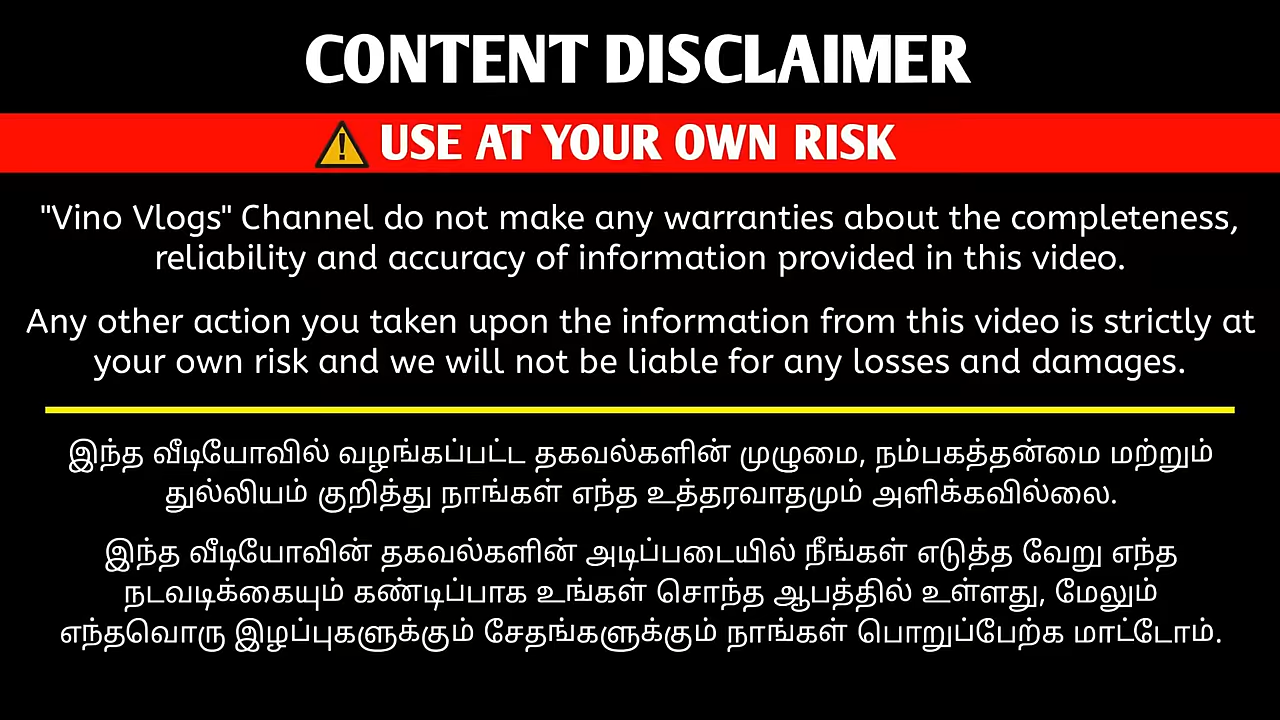 CONTENT DISCLAIMER
⚠ USE AT YOUR OWN RISK
"Vino Vlogs" Channel do not make any warranties about the completeness,
reliability and accuracy of information provided in this video.
Any other action you taken upon the information from this video is strictly at
your own risk and we will not be liable for any losses and damages.
இந்த வீடியோவில் வழங்கப்பட்ட தகவல்களின் முழுமை, நம்பகத்தன்மை மற்றும்
துல்லியம் குறித்து நாங்கள் எந்த உத்தரவாதமும் அளிக்கவில்லை.
இந்த வீடியோவின் தகவல்களின் அடிப்படையில் நீங்கள் எடுத்த வேறு எந்த
நடவடிக்கையும் கண்டிப்பாக உங்கள் சொந்த ஆபத்தில் உள்ளது, மேலும்
எந்தவொரு இழப்புகளுக்கும் சேதங்களுக்கும் நாங்கள் பொறுப்பேற்க மாட்டோம்.